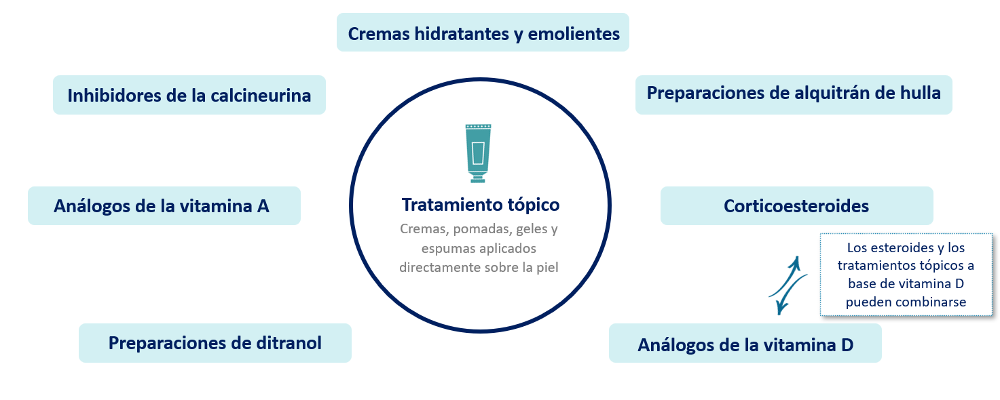 Cremas hidratantes y emolientes
Inhibidores de la calcineurina
Preparaciones de alquitrán de hulla
Análogos de la vitamina A
Tratamiento tópico
Cremas, pomadas, geles y
espumas aplicados
directamente sobre la piel
Corticoesteroides
Los esteroides y los
tratamientos tópicos a
base de vitamina D
pueden combinarse
Preparaciones de ditranol
Análogos de la vitamina D